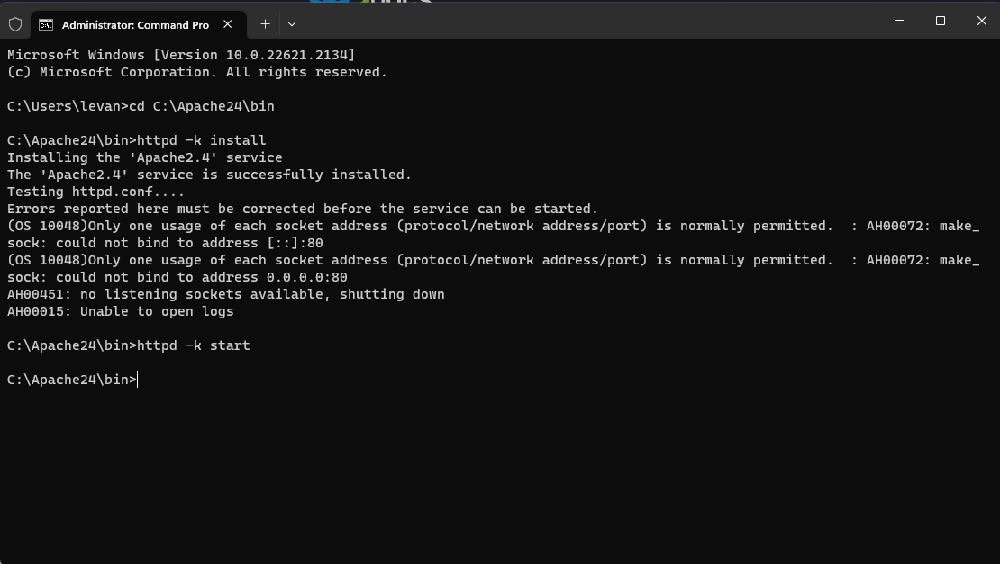 Administrator: Command Pro
Microsoft Windows [Version 10.0.22621.2134]
(c) Microsoft Corporation. All rights reserved.
C:\Users\levan>cd C:\Apache24\bin
C:\Apache24\bin>httpd -k install
Installing the 'Apache2.4' service
The 'Apache2.4' service is successfully installed.
Testing httpd.conf....
Errors reported here must be corrected before the service can be started.
(OS 10048)Only one usage of each socket address (protocol/network address/port) is normally permitted.  : AH00072: make_
sock: could not bind to address [::]:80
(OS 10048)Only one usage of each socket address (protocol/network address/port) is normally permitted.  : AH00072: make_
sock: could not bind to address 0.0.0.0:80
AH00451: no listening sockets available, shutting down
AH00015: Unable to open logs
C:\Apache24\bin>httpd -k start
C:\Apache24\bin>